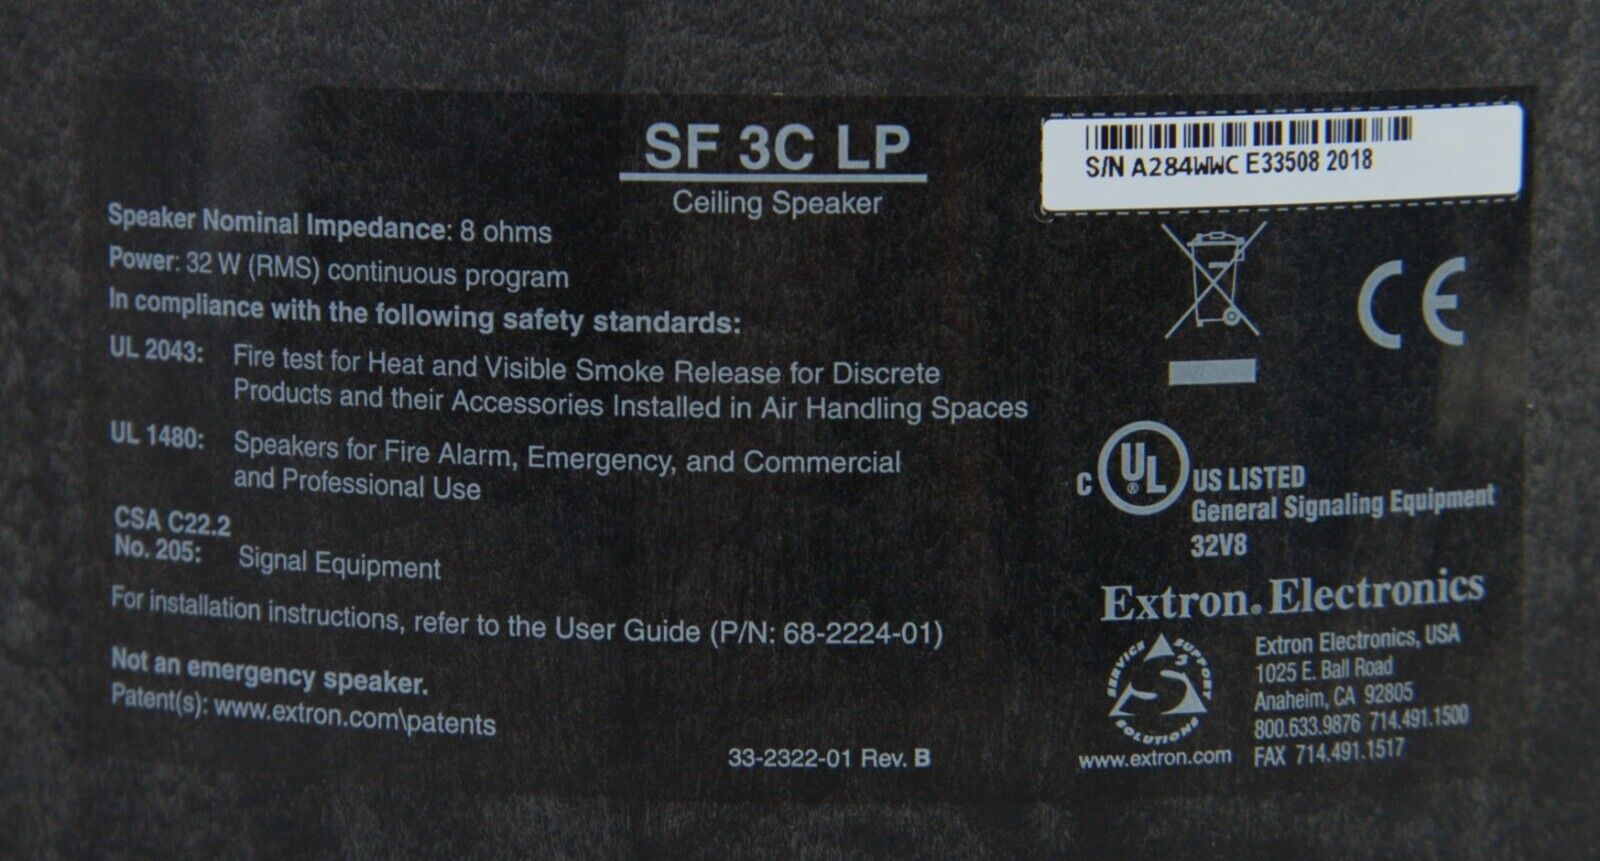 SF 3C LP
Ceiling Speaker
S/N A284WWC E33508 2018
Speaker Nominal Impedance: 8 ohms
Power: 32 W (RMS) continuous program
In compliance with the following safety standards:
UL 2043: Fire test for Heat and Visible Smoke Release for Discrete
Products and their Accessories Installed in Air Handling Spaces
UL 1480: Speakers for Fire Alarm, Emergency, and Commercial
and Professional Use
CSA C22.2
No. 205: Signal Equipment
For installation instructions, refer to the User Guide (P/N: 68-2224-01)
Not an emergency speaker.
Patent(s): www.extron.com\patents
33-2322-01 Rev. B
CE
C UL® US LISTED
General Signaling Equipment
32V8
Extron® Electronics
SERVICE SUPPORT SOLUTIONS
S3
www.extron.com
Extron Electronics, USA
1025 E. Ball Road
Anaheim, CA 92805
800.633.9876 714.491.1500
FAX 714.491.1517